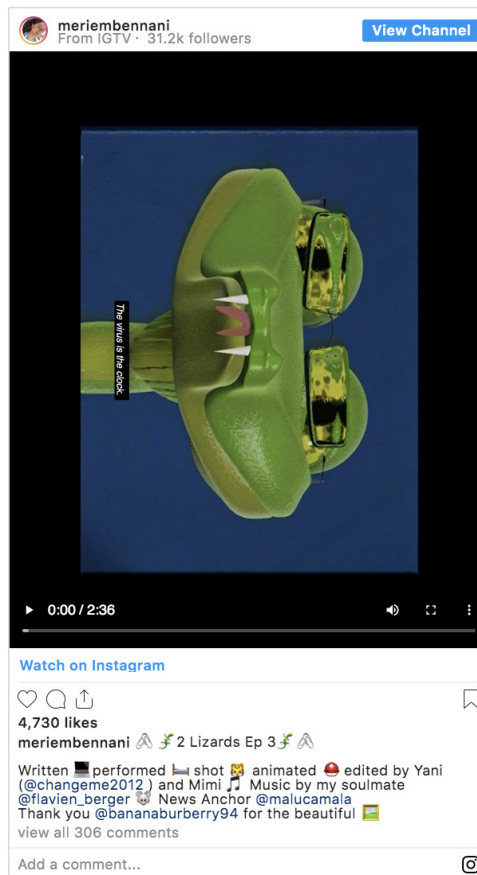 meriembennani
From IGTV · 31.2k followers
View Channel
The virus is the clock.
0:00 / 2:36
Watch on Instagram
4,730 likes
meriembennani 🖇 🦎 2 Lizards Ep 3 🦎 🖇
Written 💻 performed 🛏 shot 🐯 animated ⛑ edited by Yani
(@changeme2012 ) and Mimi 🎵 Music by my soulmate
@flavien_berger 🐭 News Anchor @malucamala
Thank you @bananaburberry94 for the beautiful 🖼
view all 306 comments
Add a comment...